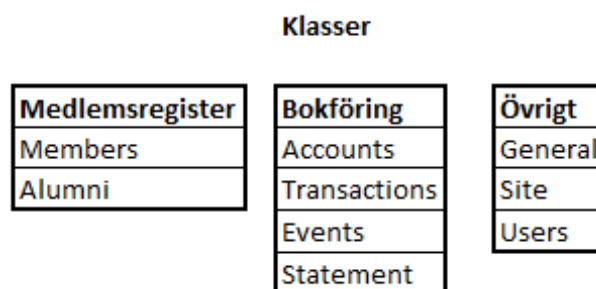 Klasser
Medlemsregister
Members
Alumni
Bokföring
Accounts
Transactions
Events
Statement
Övrigt
General
Site
Users